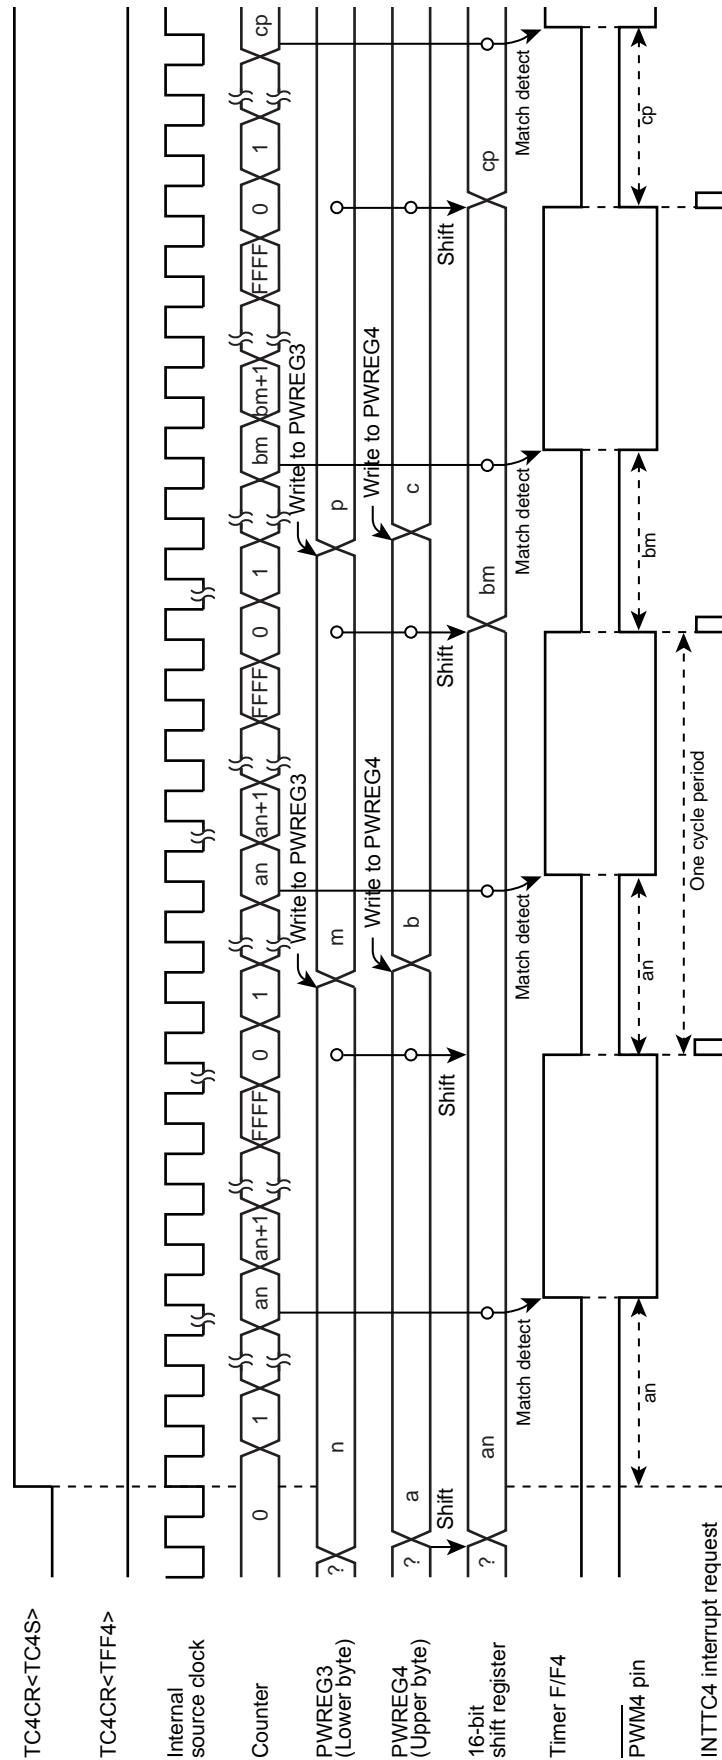 TC4CR<TC4S>
TC4CR<TFF4>
Internal
source clock
Counter
0 1 an an+1 FFFF 0 1 an an+1 FFFF 0 1 bm bm+1 FFFF 0 1 cp
Write to PWREG3
Write to PWREG3
PWREG3
(Lower byte)
? n m p
Write to PWREG4
Write to PWREG4
PWREG4
(Upper byte)
? a b c
Shift
Shift
Shift
Shift
16-bit
shift register
? an bm cp
Match detect
Match detect
Match detect
Match detect
Timer F/F4
PWM4 pin
an
an
bm
cp
One cycle period
INTTC4 interrupt request